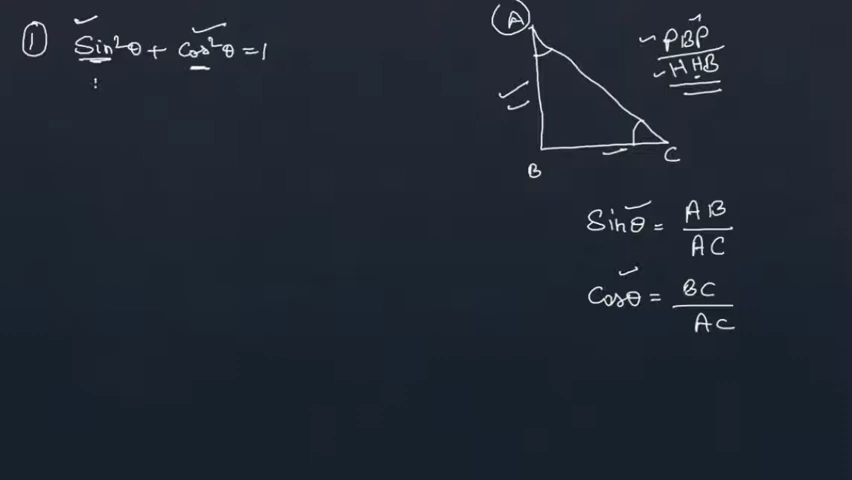 ① Sin²θ + cos²θ = 1
A
PBP
HHB
B
C
Sinθ = AB/AC
Cosθ = BC/AC